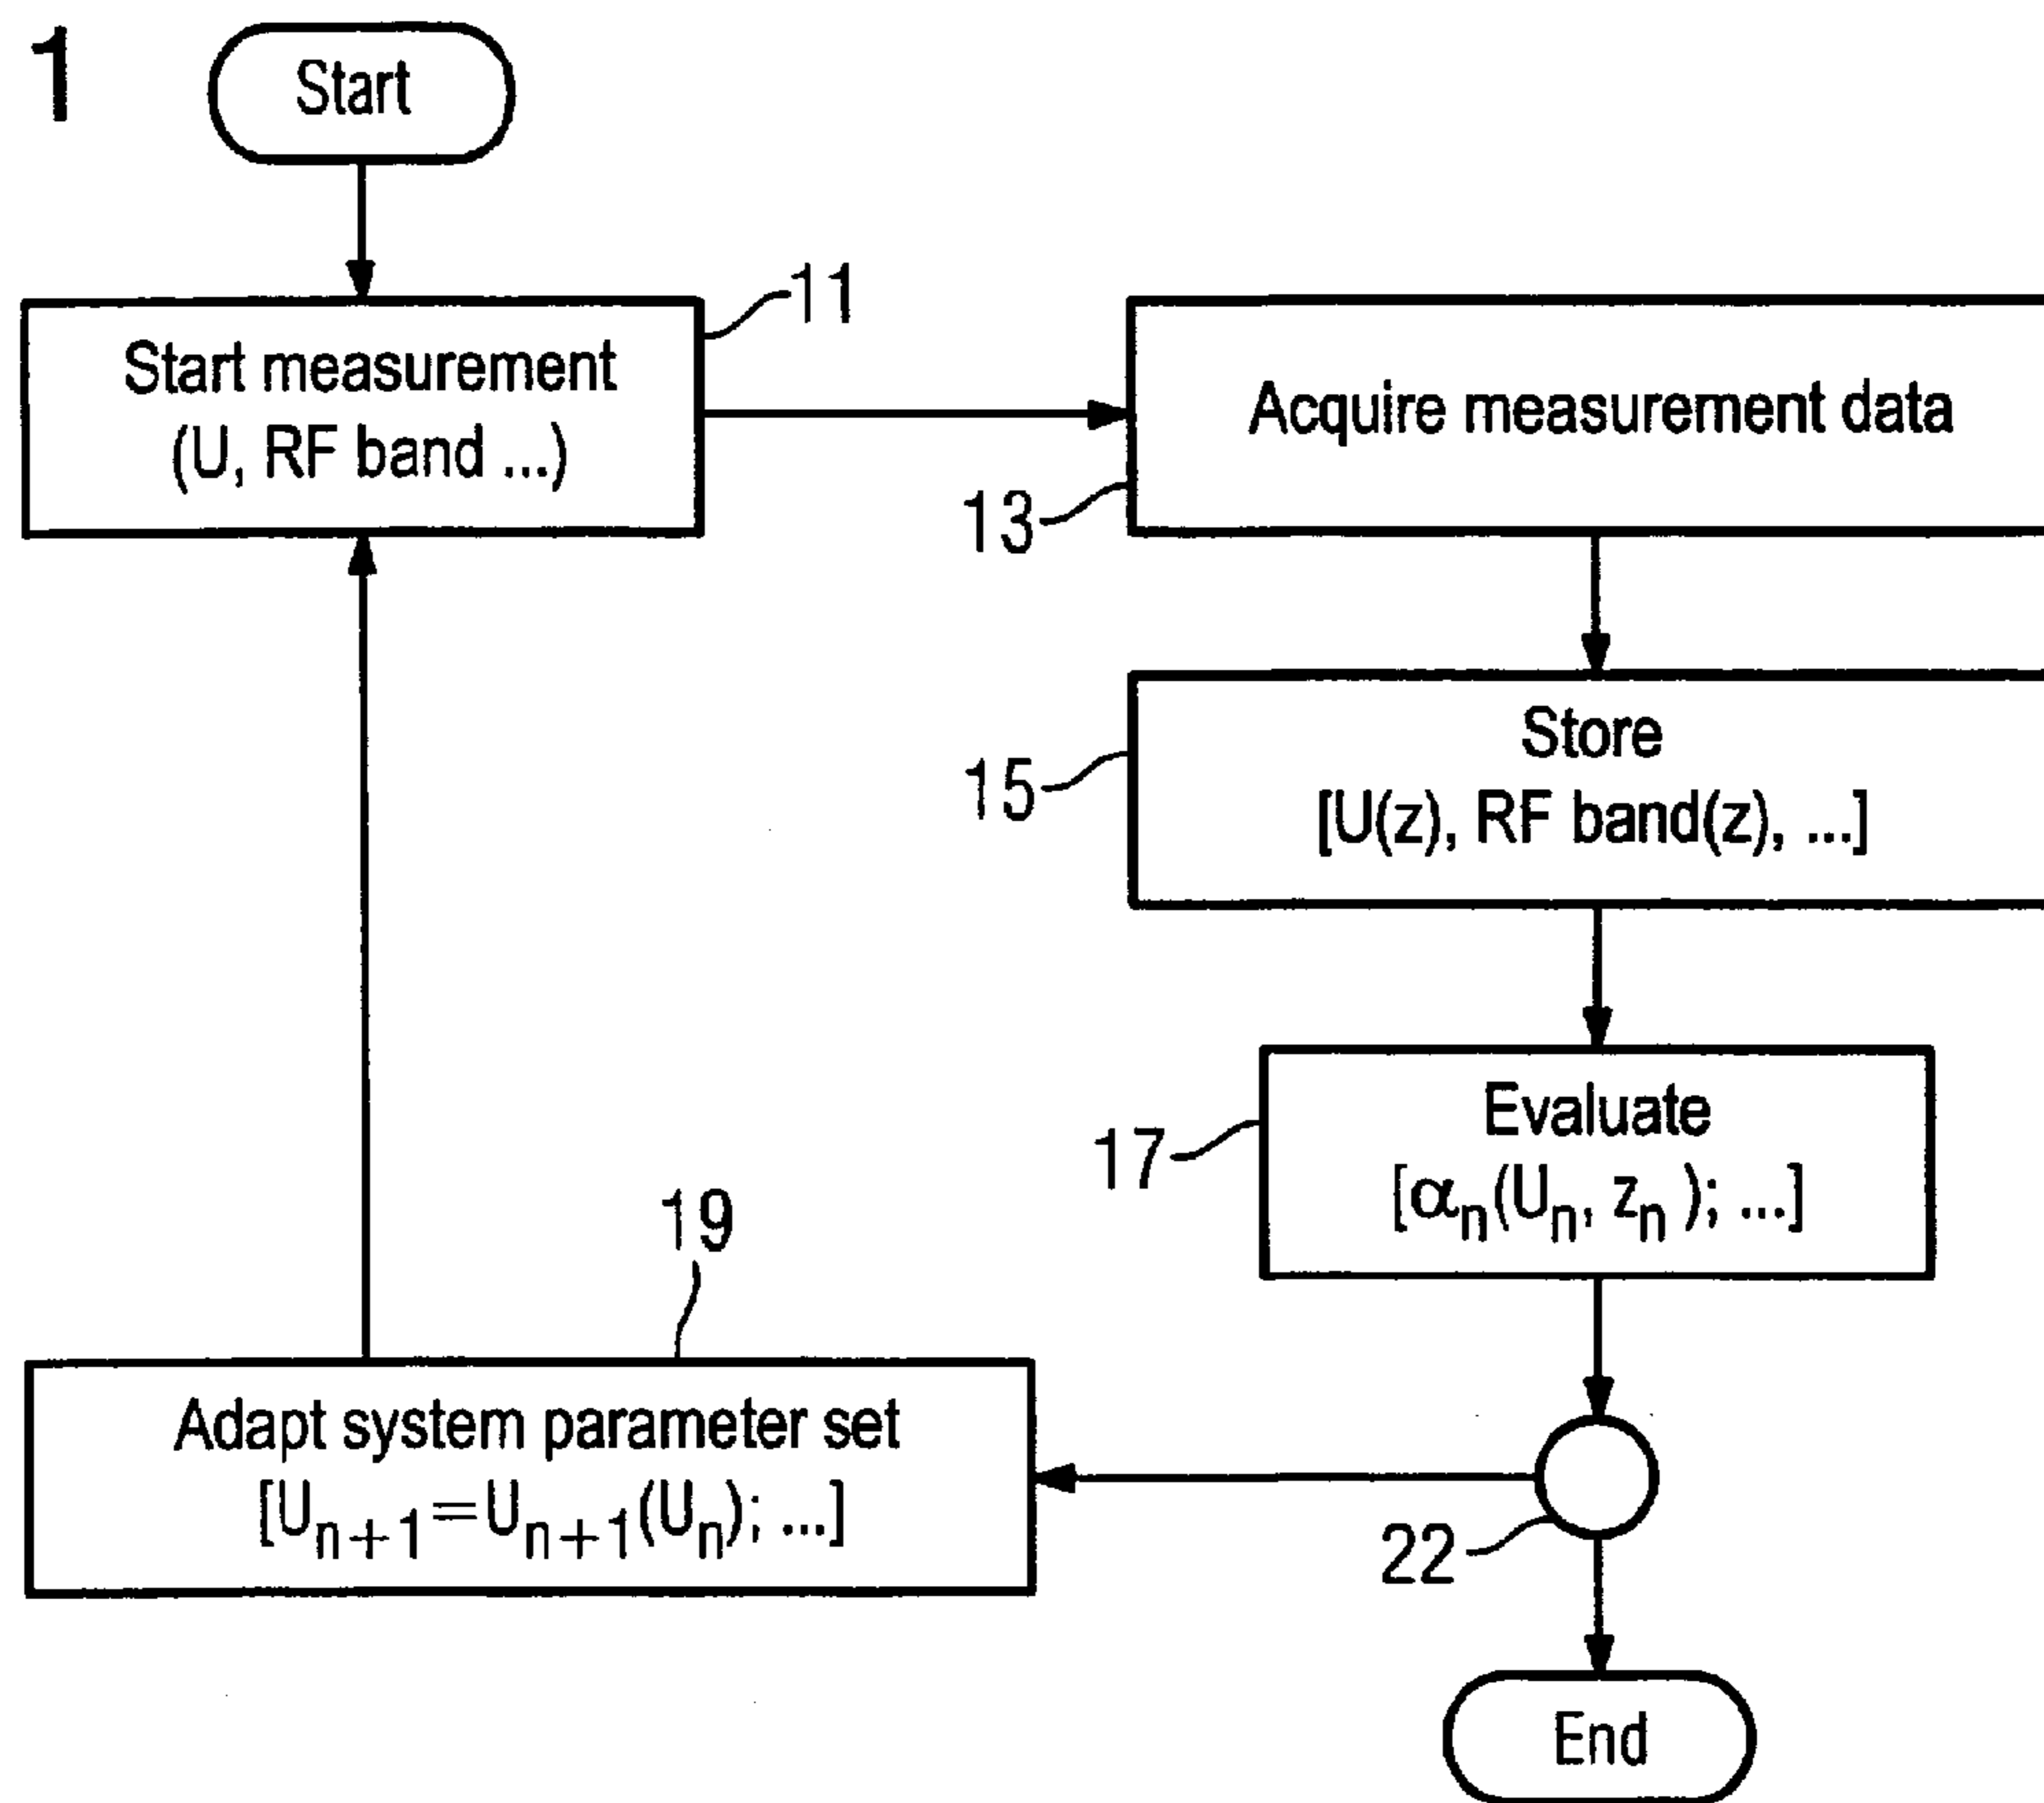 1
Start
11
Start measurement
(U, RF band ...)
Acquire measurement data
13
Store
[U(z), RF band(z), ...]
15
Evaluate
[αn(Un, zn); ...]
17
19
Adapt system parameter set
[Un+1=Un+1(Un); ...]
22
End